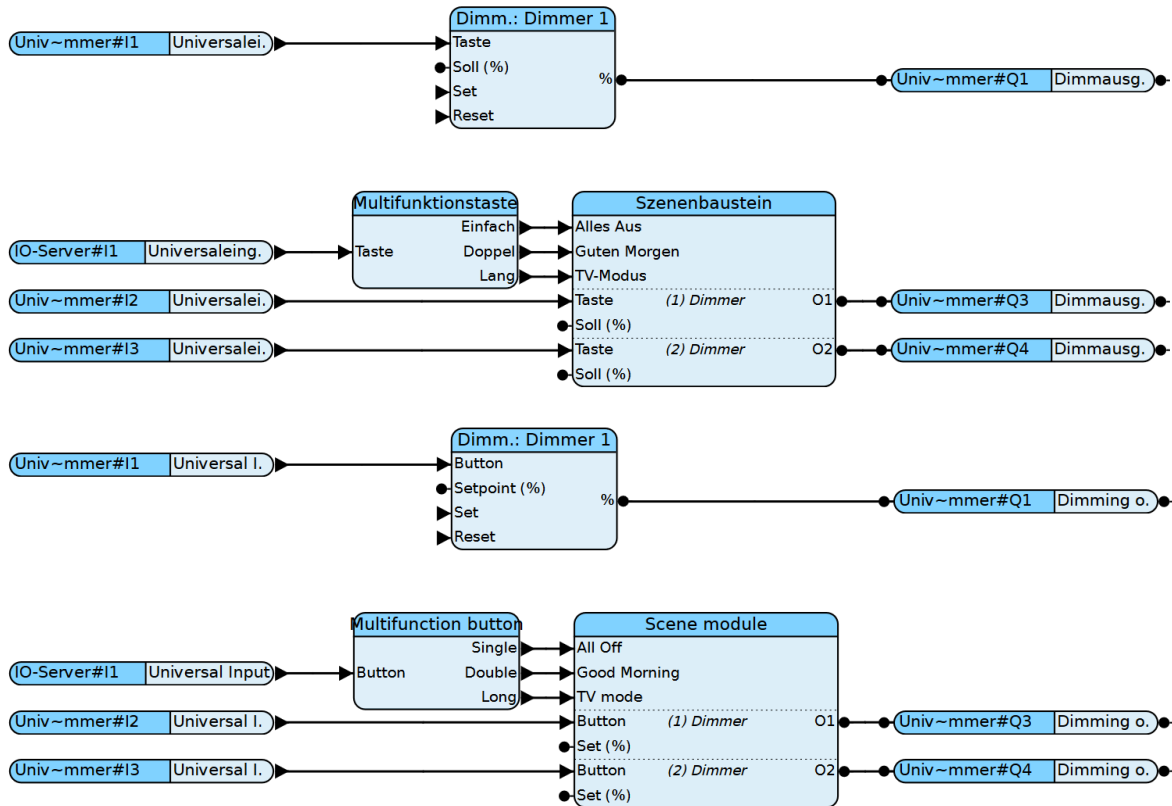 Dimm.: Dimmer 1
Univ~mmer#I1 Universalei.
Taste
Soll (%)
Set
Reset
%
Univ~mmer#Q1 Dimmausg.
Multifunktionstaste
Einfach
Doppel
Lang
Taste
IO-Server#I1 Universaleing.
Szenenbaustein
Alles Aus
Guten Morgen
TV-Modus
Univ~mmer#I2 Universalei.
Taste (1) Dimmer O1
Univ~mmer#Q3 Dimmausg.
Soll (%)
Univ~mmer#I3 Universalei.
Taste (2) Dimmer O2
Univ~mmer#Q4 Dimmausg.
Soll (%)
Dimm.: Dimmer 1
Univ~mmer#I1 Universal I.
Button
Setpoint (%)
Set
Reset
%
Univ~mmer#Q1 Dimming o.
Multifunction button
Single
Double
Long
Button
IO-Server#I1 Universal Input
Scene module
All Off
Good Morning
TV mode
Univ~mmer#I2 Universal I.
Button (1) Dimmer O1
Univ~mmer#Q3 Dimming o.
Set (%)
Univ~mmer#I3 Universal I.
Button (2) Dimmer O2
Univ~mmer#Q4 Dimming o.
Set (%)